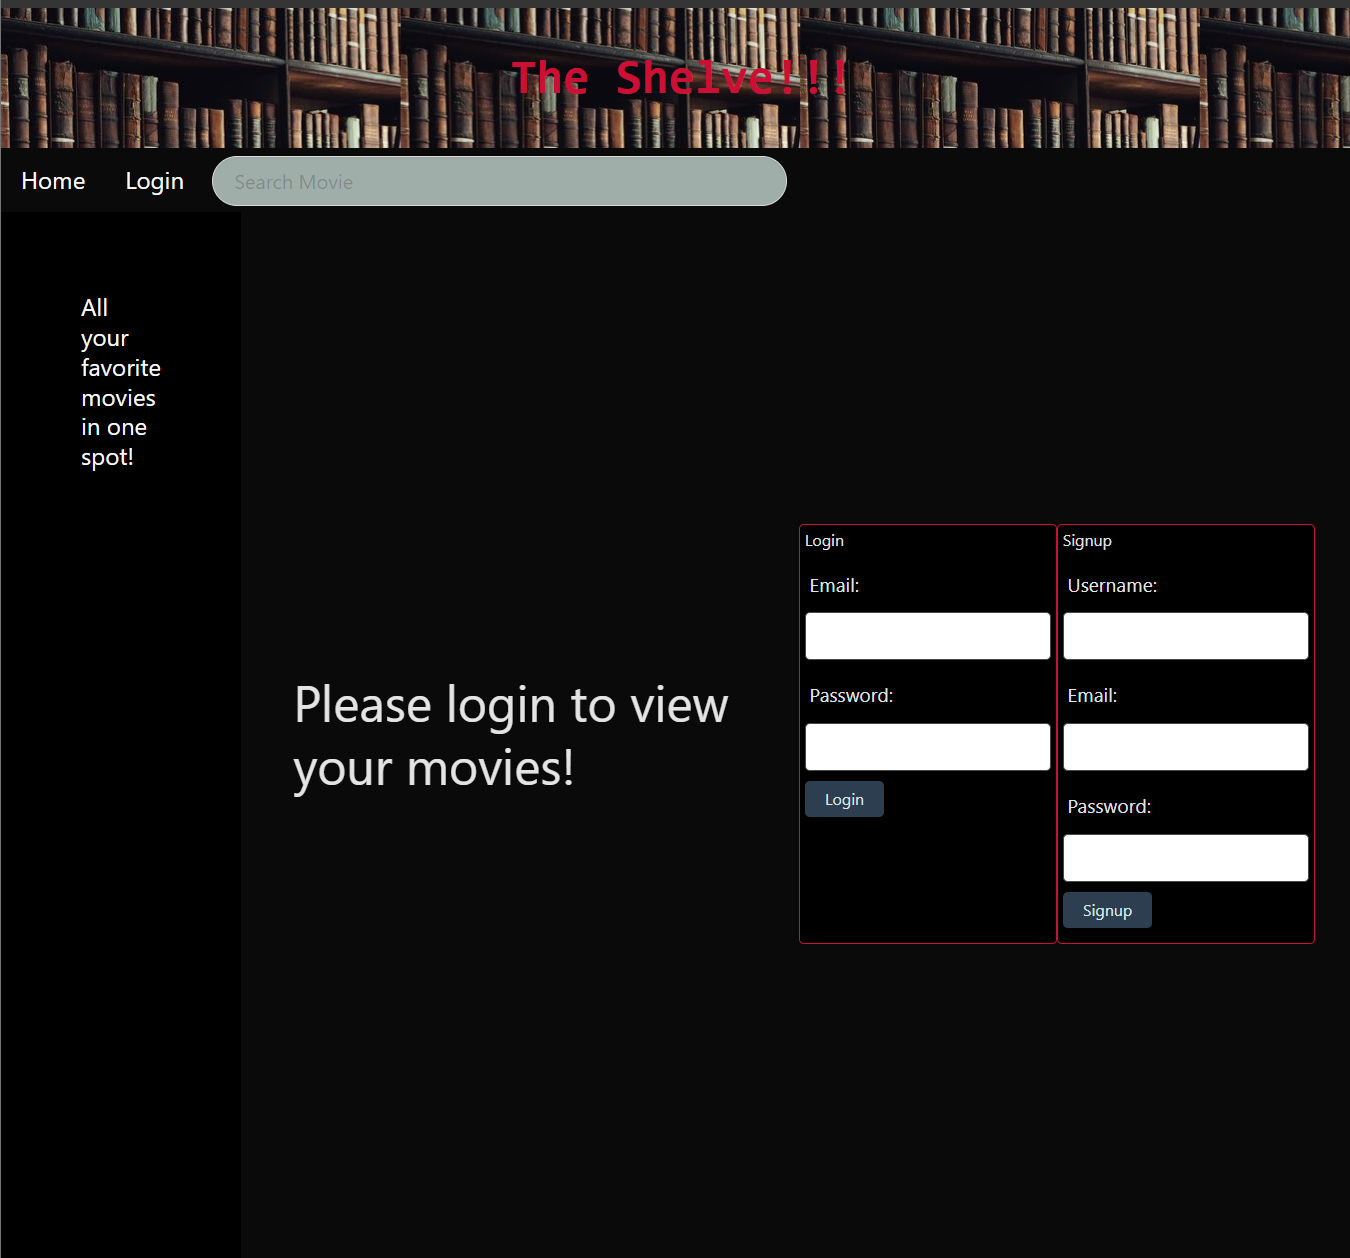 The Shelve!!!
Home
Login
Search Movie
All
your
favorite
movies
in one
spot!
Please login to view
your movies!
Login
Email:
Password:
Login
Signup
Username:
Email:
Password:
Signup